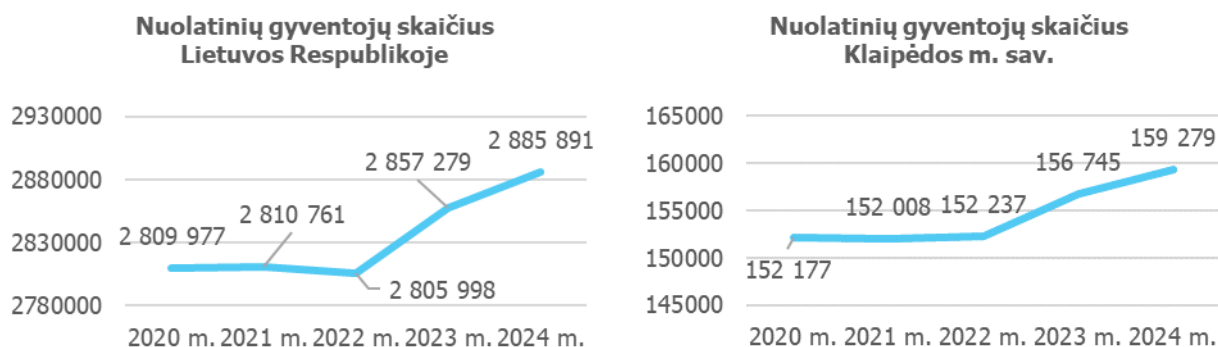 Nuolatinių gyventojų skaičius
Lietuvos Respublikoje
2930000
2880000
2830000
2780000
2 809 977
2 810 761
2 805 998
2 857 279
2 885 891
2020 m. 2021 m. 2022 m. 2023 m. 2024 m.
Nuolatinių gyventojų skaičius
Klaipėdos m. sav.
165000
160000
155000
150000
145000
152 177
152 008
152 237
156 745
159 279
2020 m. 2021 m. 2022 m. 2023 m. 2024 m.